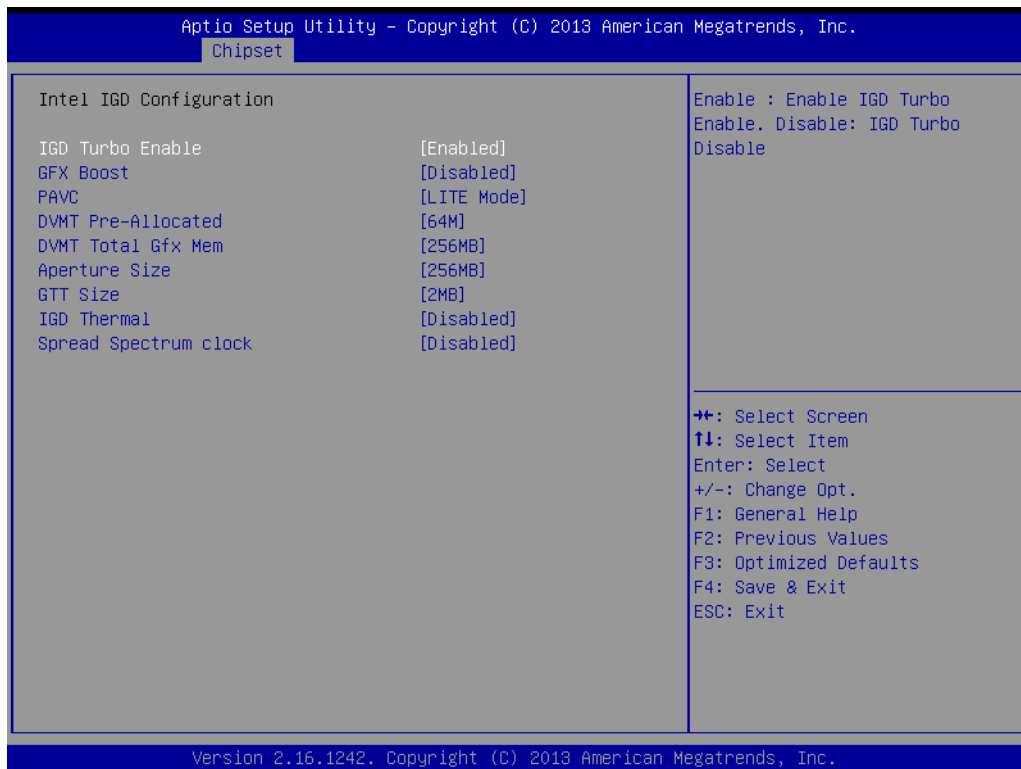 Aptio Setup Utility – Copyright (C) 2013 American Megatrends, Inc.
Chipset
Intel IGD Configuration
IGD Turbo Enable [Enabled]
GFX Boost [Disabled]
PAVC [LITE Mode]
DVMT Pre-Allocated [64M]
DVMT Total Gfx Mem [256MB]
Aperture Size [256MB]
GTT Size [2MB]
IGD Thermal [Disabled]
Spread Spectrum clock [Disabled]
Enable : Enable IGD Turbo
Enable. Disable: IGD Turbo
Disable
→←: Select Screen
↑↓: Select Item
Enter: Select
+/-: Change Opt.
F1: General Help
F2: Previous Values
F3: Optimized Defaults
F4: Save & Exit
ESC: Exit
Version 2.16.1242. Copyright (C) 2013 American Megatrends, Inc.